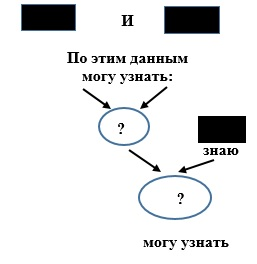 И
По этим данным
могу узнать:
?
знаю
?
могу узнать